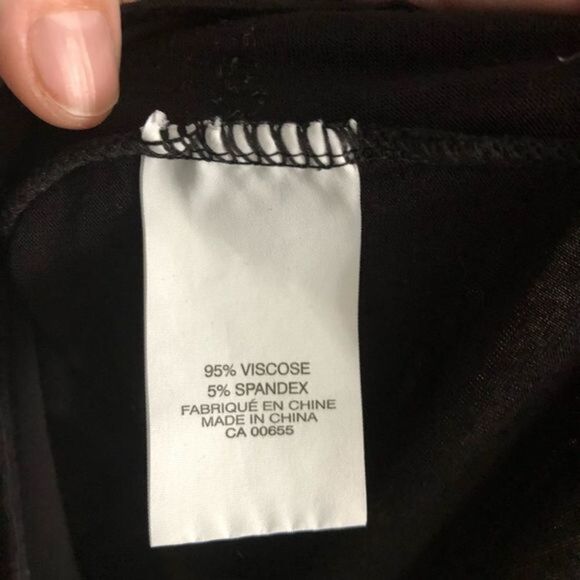 95% VISCOSE
5% SPANDEX
FABRIQUÉ EN CHINE
MADE IN CHINA
CA 00655